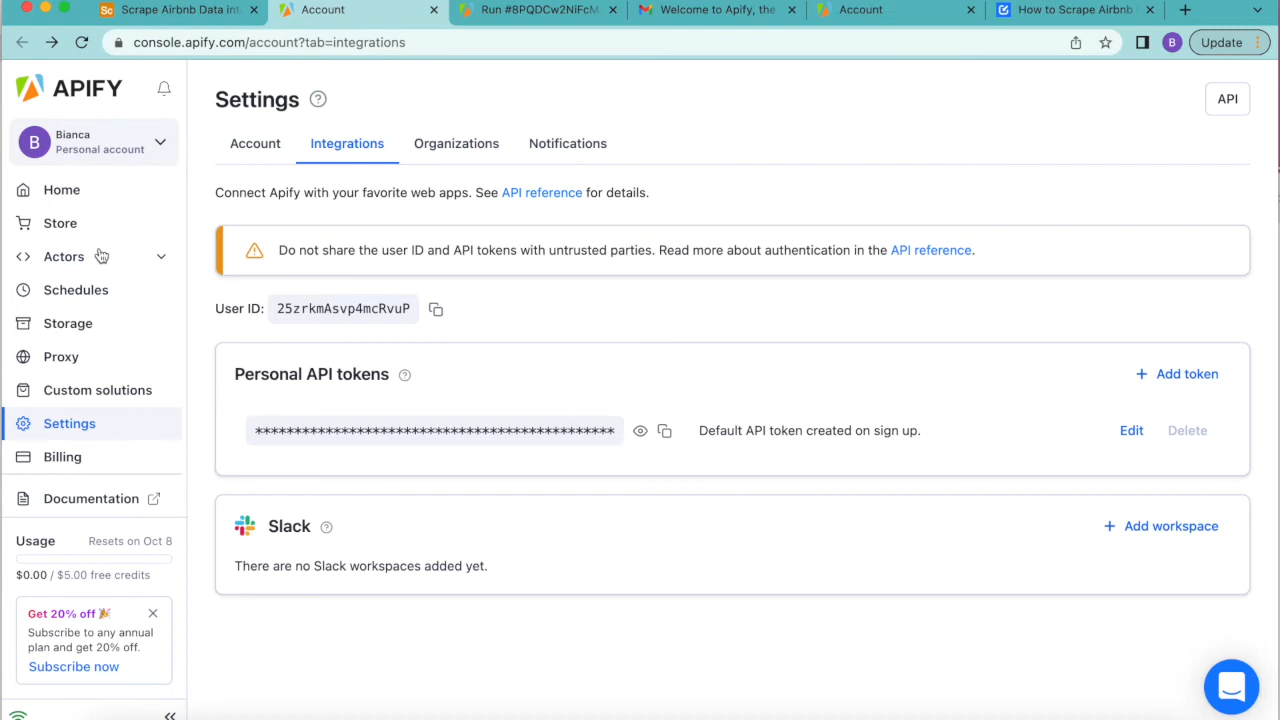 Scrape Airbnb Data int
Account
Run #8PQDCw2NiFcM
Welcome to Apify, the
Account
How to Scrape Airbnb
console.apify.com/account?tab=integrations
B
Update
APIFY
B
Bianca
Personal account
Home
Store
Actors
Schedules
Storage
Proxy
Custom solutions
Settings
Billing
Documentation
Usage
Resets on Oct 8
$0.00 / $5.00 free credits
Get 20% off 🎉
Subscribe to any annual
plan and get 20% off.
Subscribe now
Settings
API
Account
Integrations
Organizations
Notifications
Connect Apify with your favorite web apps. See API reference for details.
Do not share the user ID and API tokens with untrusted parties. Read more about authentication in the API reference.
User ID: 25zrkmAsvp4mcRvuP
Personal API tokens
+ Add token
**********************************************
Default API token created on sign up.
Edit
Delete
Slack
+ Add workspace
There are no Slack workspaces added yet.